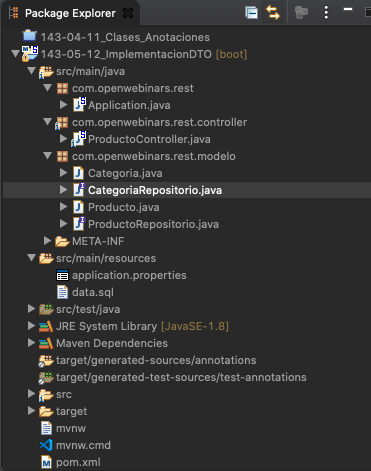 Package Explorer
143-04-11_Clases_Anotaciones
143-05-12_ImplementacionDTO [boot]
src/main/java
com.openwebinars.rest
Application.java
com.openwebinars.rest.controller
ProductoController.java
com.openwebinars.rest.modelo
Categoria.java
CategoriaRepositorio.java
Producto.java
ProductoRepositorio.java
META-INF
src/main/resources
application.properties
data.sql
src/test/java
JRE System Library [JavaSE-1.8]
Maven Dependencies
target/generated-sources/annotations
target/generated-test-sources/test-annotations
src
target
mvnw
mvnw.cmd
pom.xml